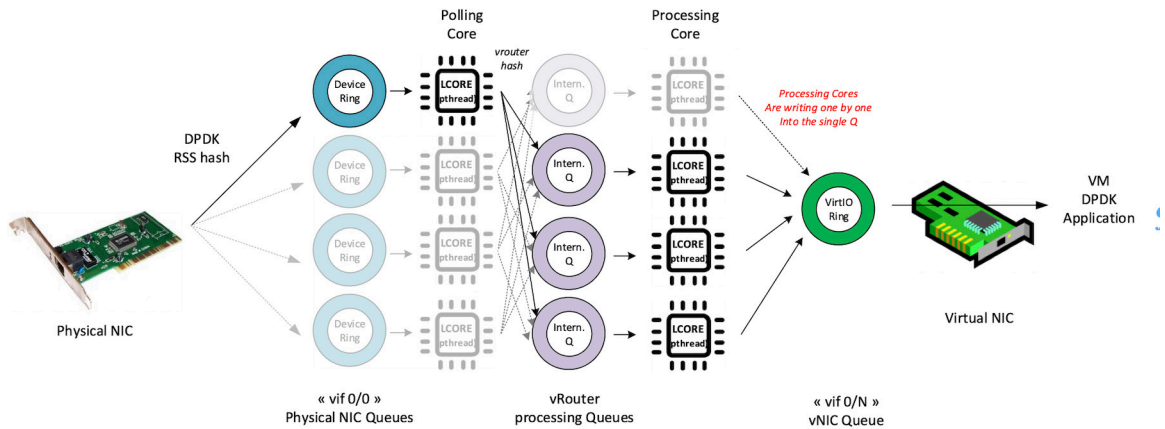 Polling
Core
Processing
Core
vrouter
hash
Device
Ring
LCORE
pthread)
Intern.
Q
LCORE
pthread)
Processing Cores
Are writing one by one
Into the single Q
DPDK
RSS hash
Device
Ring
LCORE
pthread)
Intern.
Q
LCORE
pthread)
VirtIO
Ring
VM
DPDK
Application
Device
Ring
LCORE
pthread)
Intern.
Q
LCORE
pthread)
Physical NIC
Virtual NIC
Device
Ring
LCORE
pthread)
Intern.
Q
LCORE
pthread)
« vif 0/0 »
Physical NIC Queues
vRouter
processing Queues
« vif 0/N »
vNIC Queue